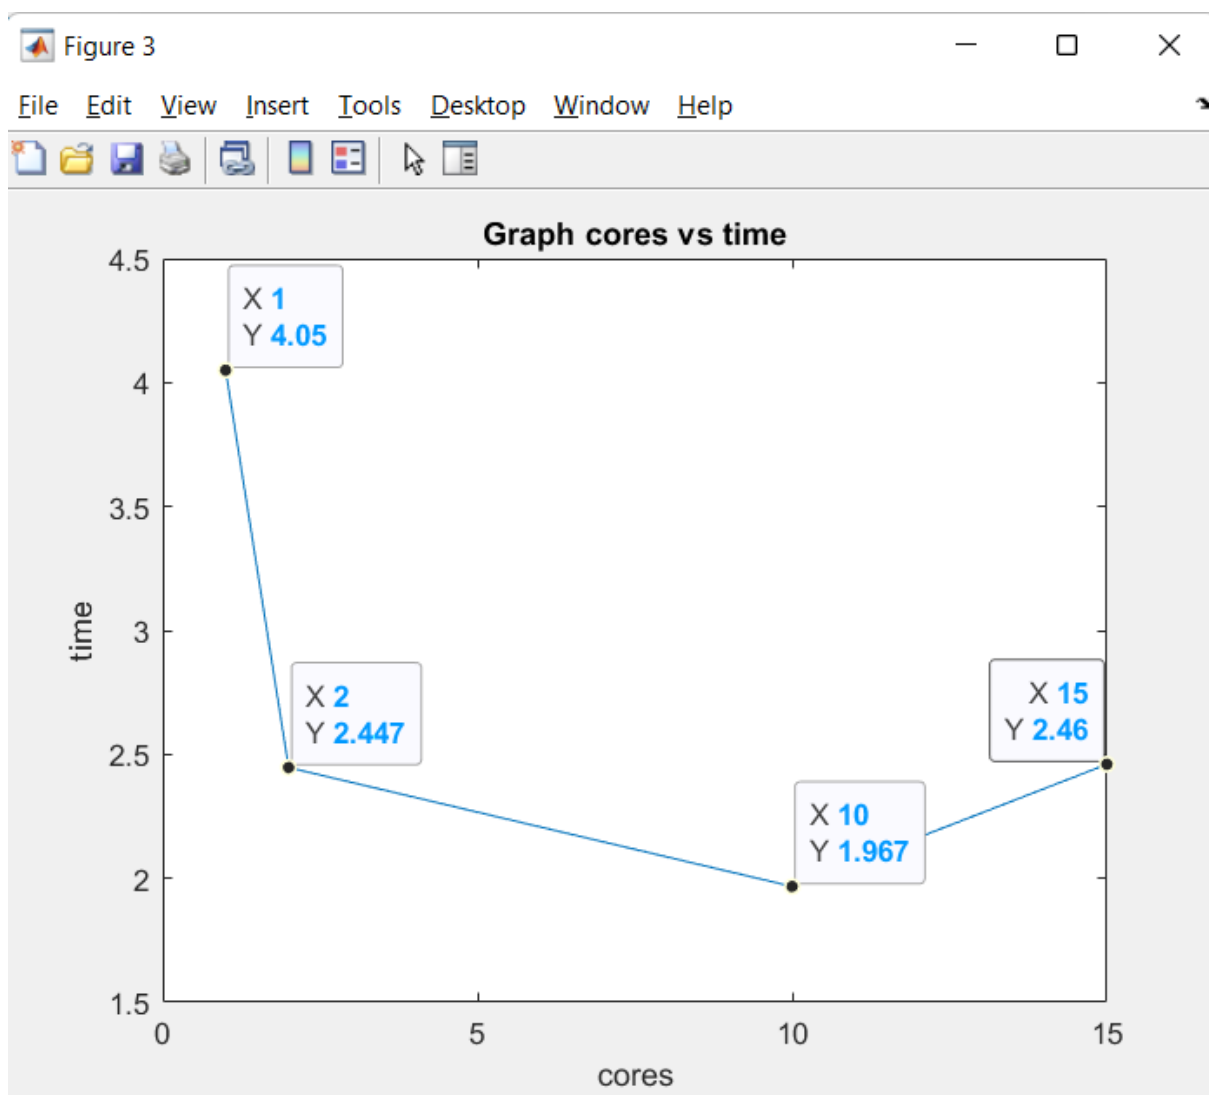 Figure 3
File Edit View Insert Tools Desktop Window Help
Graph cores vs time
4.5
4
3.5
3
2.5
2
1.5
time
X 1
Y 4.05
X 2
Y 2.447
X 10
Y 1.967
X 15
Y 2.46
0 5 10 15
cores